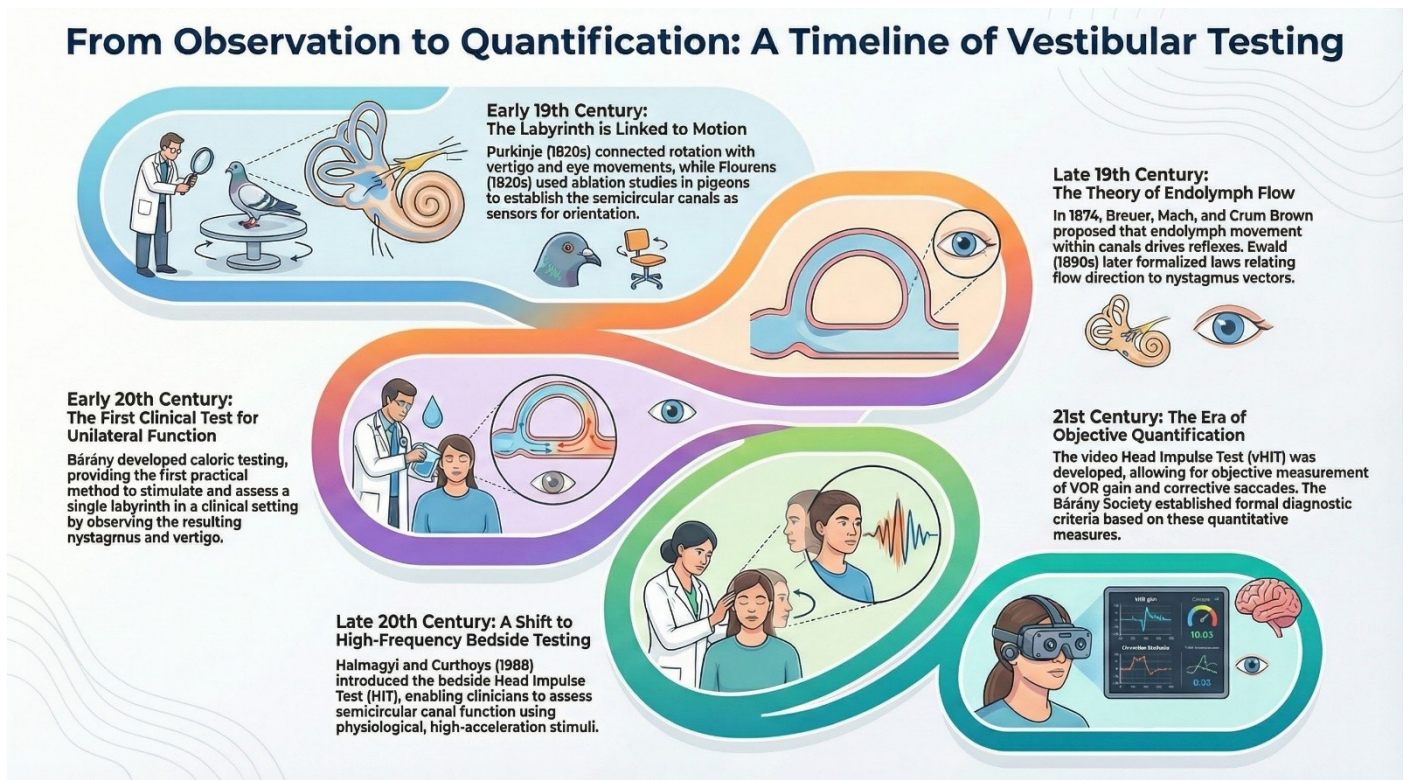 From Observation to Quantification: A Timeline of Vestibular Testing
Early 19th Century:
The Labyrinth is Linked to Motion
Purkinje (1820s) connected rotation with
vertigo and eye movements, while Flourens
(1820s) used ablation studies in pigeons
to establish the semicircular canals as
sensors for orientation.
Late 19th Century:
The Theory of Endolymph Flow
In 1874, Breuer, Mach, and Crum Brown
proposed that endolymph movement
within canals drives reflexes. Ewald
(1890s) later formalized laws relating
flow direction to nystagmus vectors.
Early 20th Century:
The First Clinical Test for
Unilateral Function
Bárány developed caloric testing,
providing the first practical
method to stimulate and assess a
single labyrinth in a clinical setting
by observing the resulting
nystagmus and vertigo.
Late 20th Century: A Shift to
High-Frequency Bedside Testing
Halmagyi and Curthoys (1988)
introduced the bedside Head Impulse
Test (HIT), enabling clinicians to assess
semicircular canal function using
physiological, high-acceleration stimuli.
21st Century: The Era of
Objective Quantification
The video Head Impulse Test (vHIT) was
developed, allowing for objective measurement
of VOR gain and corrective saccades. The
Bárány Society established formal diagnostic
criteria based on these quantitative
measures.
10.03
0.03